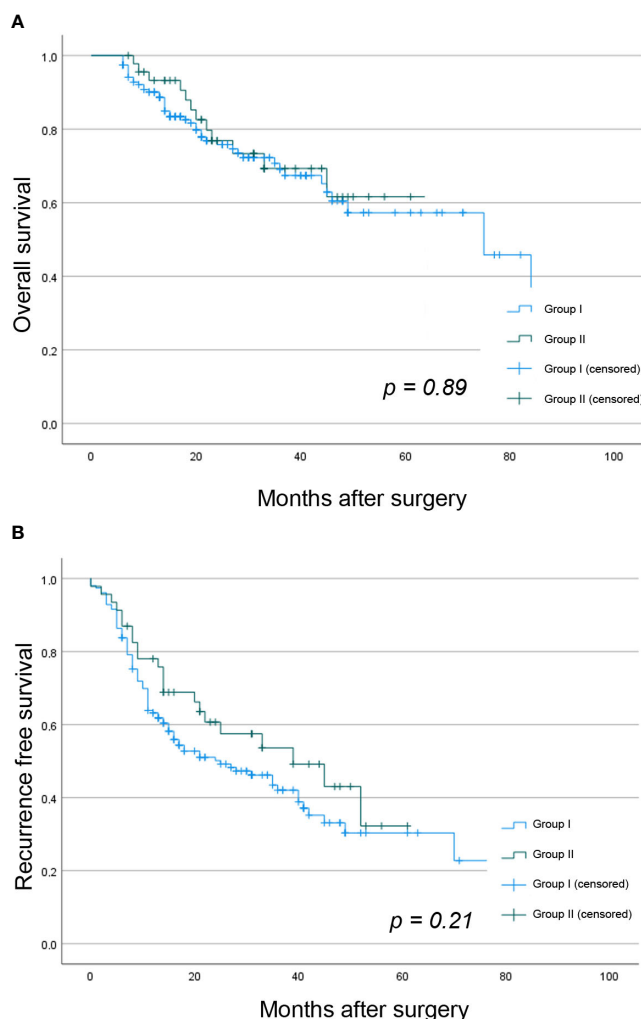 A
Overall survival
1.0
0.8
0.6
0.4
0.2
0.0
Group I
Group II
Group I (censored)
Group II (censored)
p = 0.89
0 20 40 60 80 100
Months after surgery
B
Recurrence free survival
1.0
0.8
0.6
0.4
0.2
0.0
Group I
Group II
Group I (censored)
Group II (censored)
p = 0.21
0 20 40 60 80 100
Months after surgery